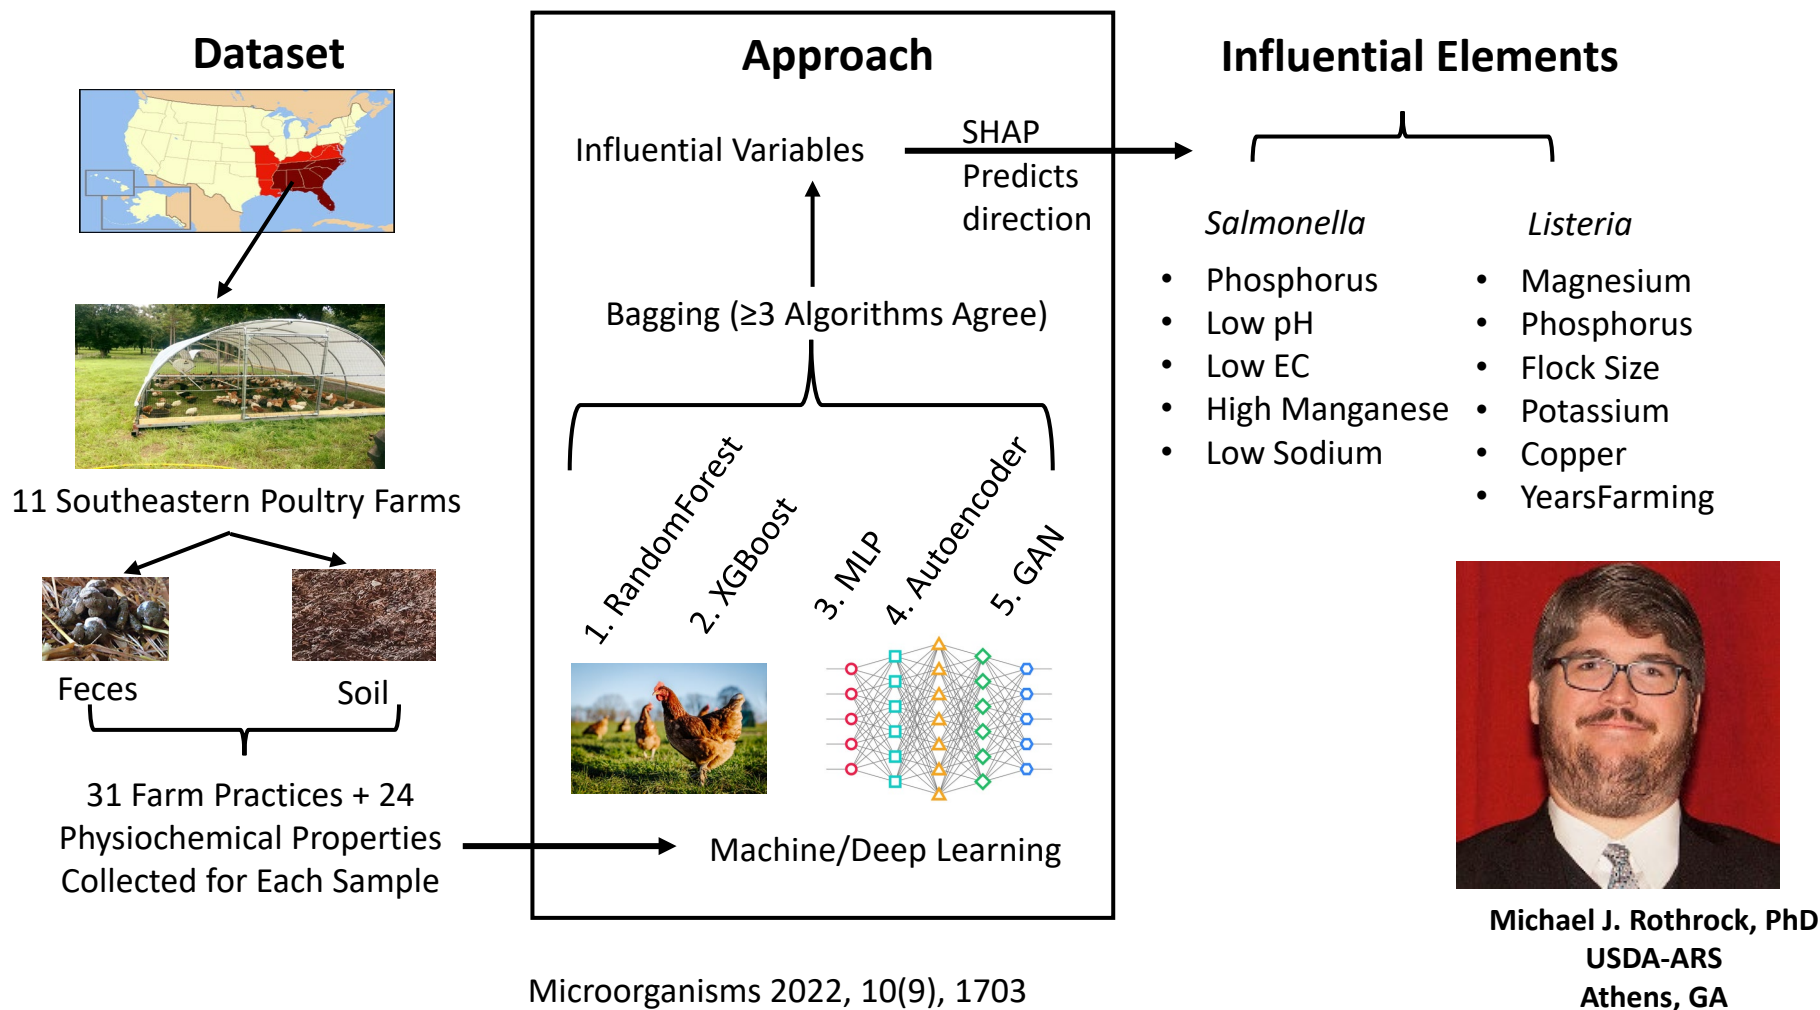 Dataset
11 Southeastern Poultry Farms
Feces
Soil
31 Farm Practices + 24
Physiochemical Properties
Collected for Each Sample
Approach
Influential Variables
SHAP
Predicts
direction
Bagging (≥3 Algorithms Agree)
1. RandomForest
2. XGBoost
3. MLP
4. Autoencoder
5. GAN
Machine/Deep Learning
Influential Elements
Salmonella
• Phosphorus
• Low pH
• Low EC
• High Manganese
• Low Sodium
Listeria
• Magnesium
• Phosphorus
• Flock Size
• Potassium
• Copper
• YearsFarming
Michael J. Rothrock, PhD
USDA-ARS
Athens, GA
Microorganisms 2022, 10(9), 1703